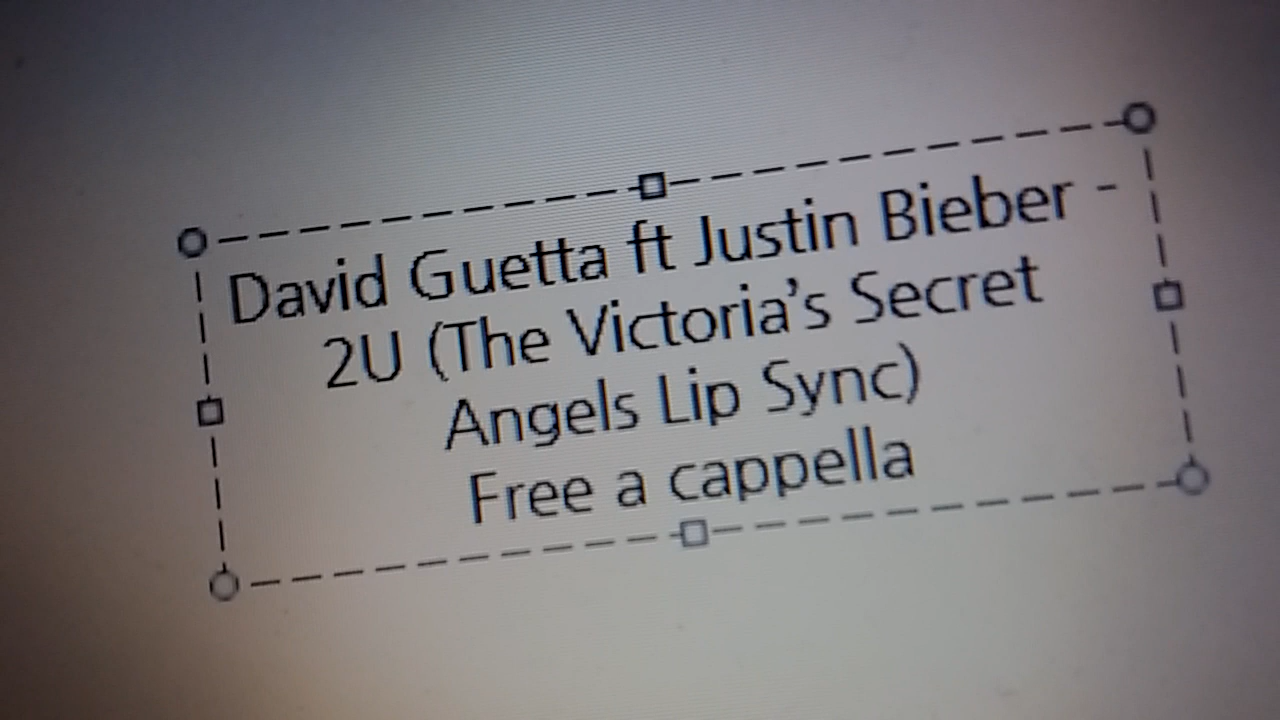 David Guetta ft Justin Bieber -
2U (The Victoria's Secret
Angels Lip Sync)
Free a cappella